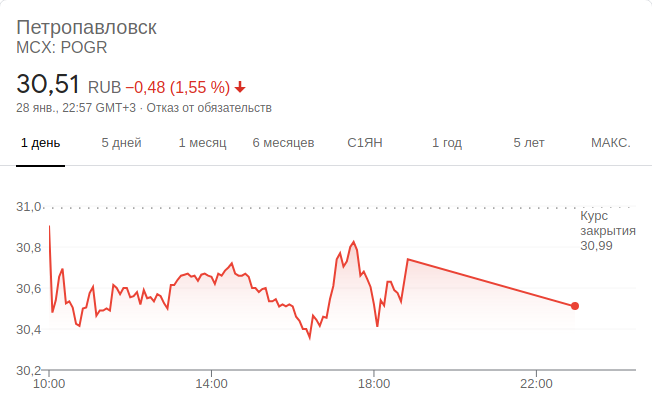 Петропавловск
MCX: POGR
30,51 RUB −0,48 (1,55 %)
28 янв., 22:57 GMT+3 · Отказ от обязательств
1 день 5 дней 1 месяц 6 месяцев С1ЯН 1 год 5 лет МАКС.
31,0
Курс
закрытия
30,99
30,8
30,6
30,4
30,2
10:00 14:00 18:00 22:00